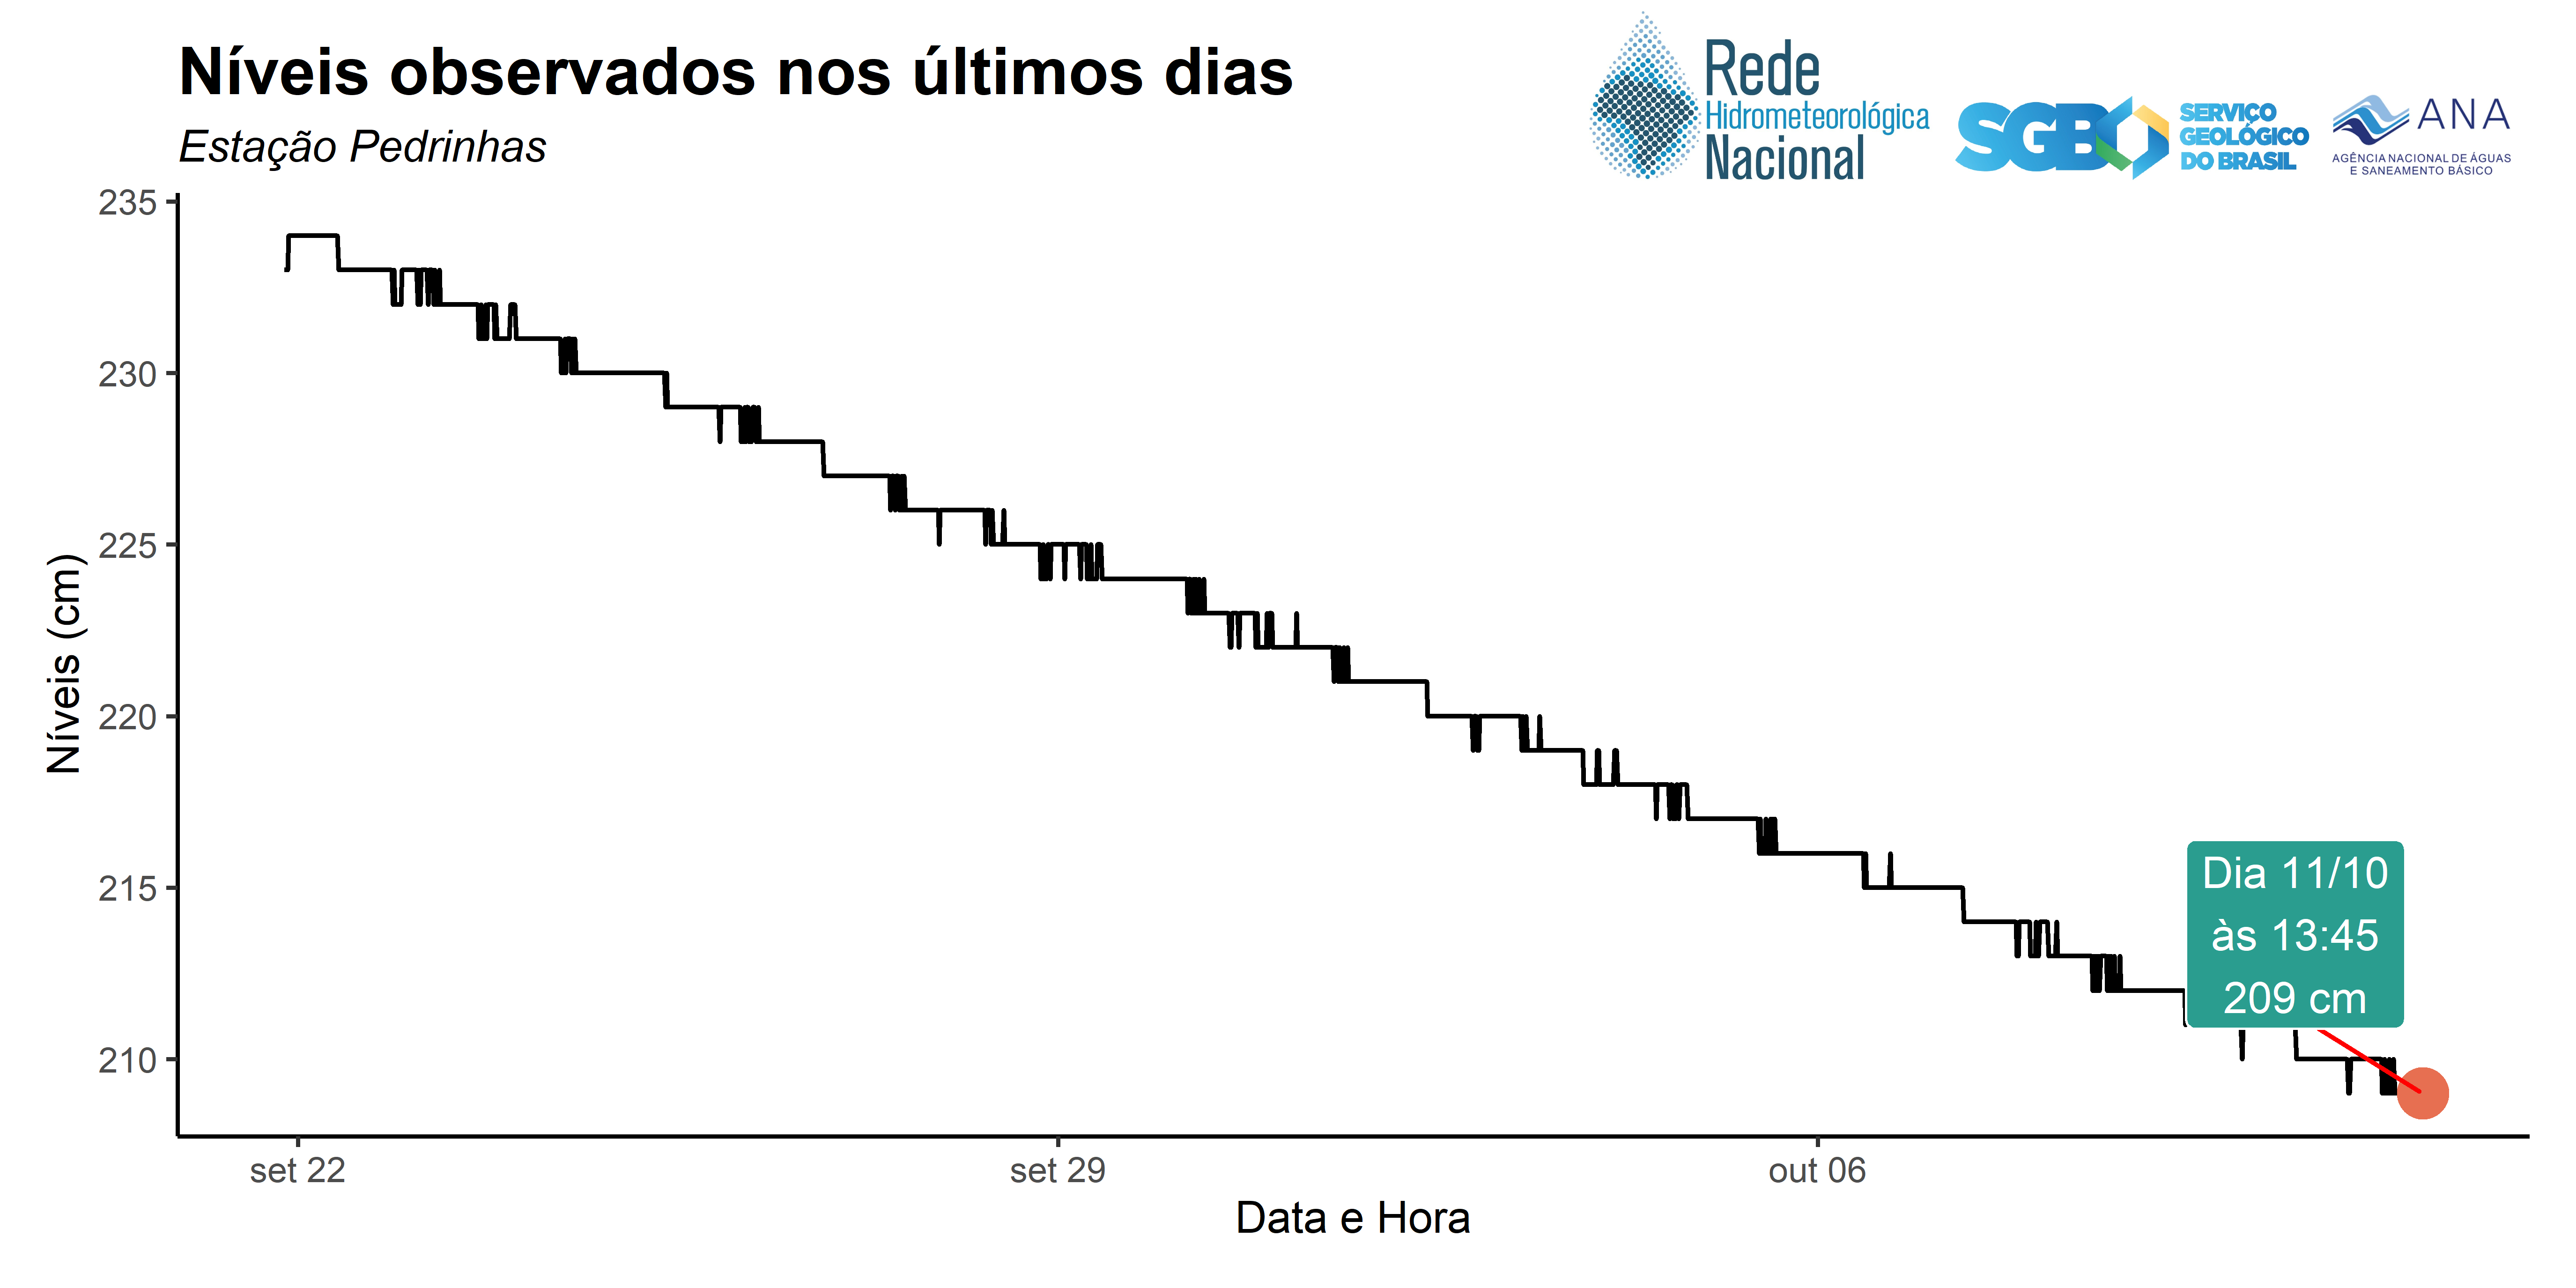 Níveis observados nos últimos dias
Estação Pedrinhas
Rede
Hidrometeorológica
Nacional
SGB
SERVIÇO
GEOLÓGICO
DO BRASIL
ANA
AGÊNCIA NACIONAL DE ÁGUAS
E SANEAMENTO BÁSICO
Níveis (cm)
235
230
225
220
215
210
Dia 11/10
às 13:45
209 cm
set 22
set 29
out 06
Data e Hora